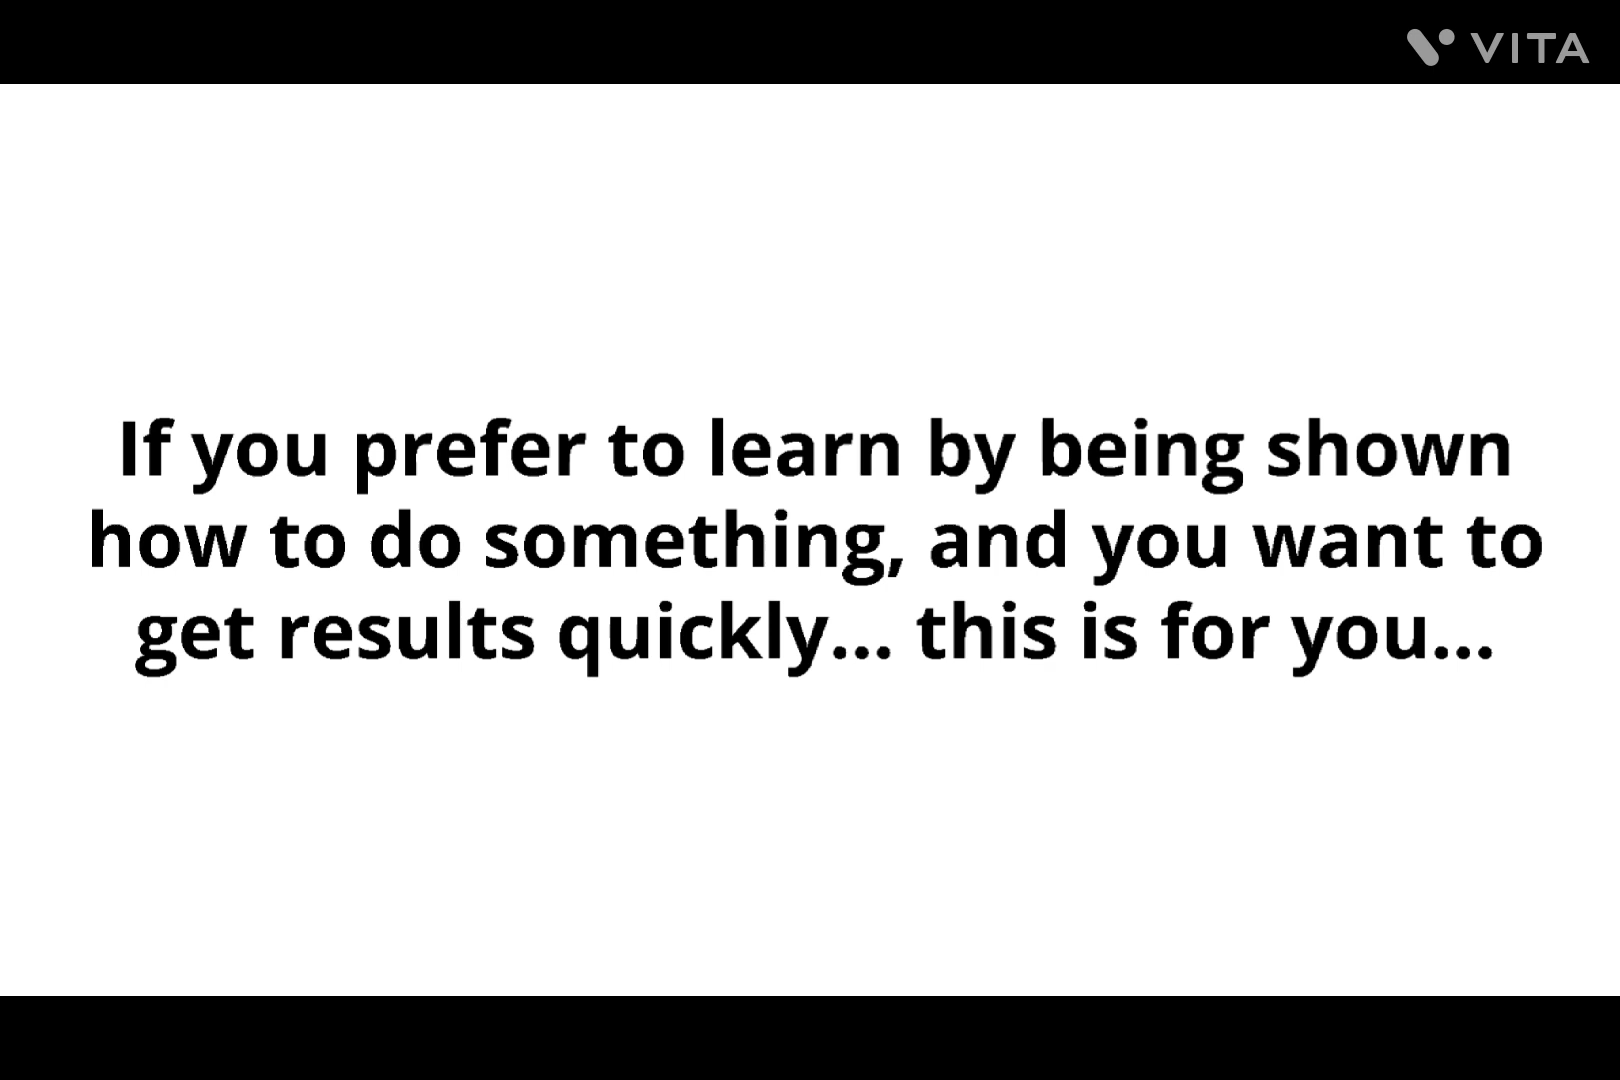 VITA
If you prefer to learn by being shown
how to do something, and you want to
get results quickly... this is for you...